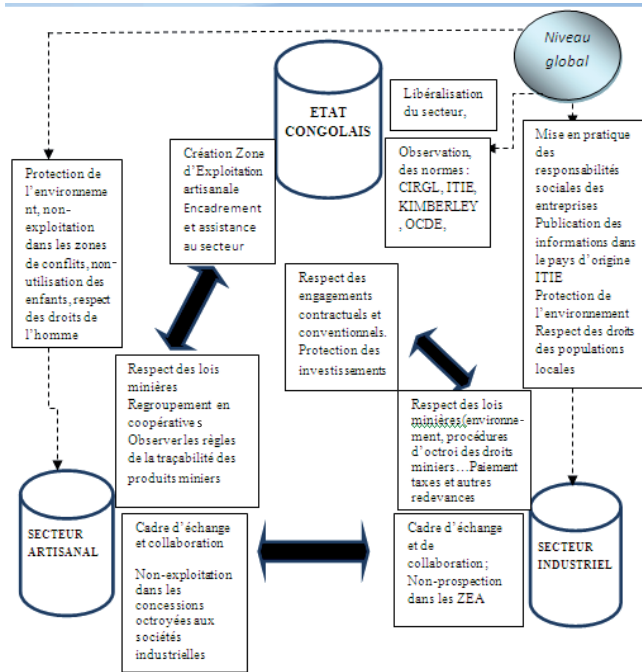 Niveau
global
ETAT
CONGOLAIS
Libéralisation
du secteur,
Mise en pratique
des
responsabilités
sociales des
entreprises
Publication des
informations dans
le pays d'origine
ITIE
Protection de
l'environnement
Respect des droits
des populations
locales
Observation,
des normes :
CIRGL, ITIE,
KIMBERLEY
, OCDE,
Création Zone
d'Exploitation
artisanale
Encadrement
et assistance
au secteur
Protection de
l'environneme
nt, non-
exploitation
dans les zones
de conflits, non-
utilisation des
enfants, respect
des droits de
l'homme
Respect des
engagements
contractuels et
conventionnels.
Protection des
investissements
Respect des lois
minières
Regroupement en
coopératives
Observer les règles
de la traçabilité des
produits miniers
Respect des lois
minières(environne-
ment, procédures
d'octroi des droits
miniers…Paiement
taxes et autres
redevances
SECTEUR
ARTISANAL
Cadre d'échange
et collaboration
Non-exploitation
dans les
concessions
octroyées aux
sociétés
industrielles
Cadre d'échange
et de
collaboration;
Non-prospection
dans les ZEA
SECTEUR
INDUSTRIEL